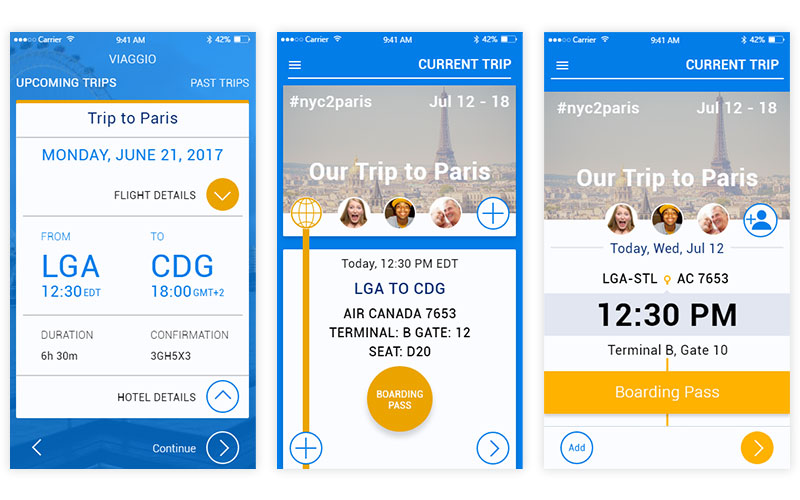 Carrier 9:41 AM 42%
VIAGGIO
UPCOMING TRIPS PAST TRIPS
Trip to Paris
MONDAY, JUNE 21, 2017
FLIGHT DETAILS
FROM TO
LGA CDG
12:30 EDT 18:00 GMT+2
DURATION CONFIRMATION
6h 30m 3GH5X3
HOTEL DETAILS
Continue
Carrier 9:41 AM 42%
CURRENT TRIP
#nyc2paris Jul 12 - 18
Our Trip to Paris
Today, 12:30 PM EDT
LGA TO CDG
AIR CANADA 7653
TERMINAL: B GATE: 12
SEAT: D20
BOARDING
PASS
Carrier 9:41 AM 42%
CURRENT TRIP
#nyc2paris Jul 12 - 18
Our Trip to Paris
Today, Wed, Jul 12
LGA-STL AC 7653
12:30 PM
Terminal B, Gate 10
Boarding Pass
Add